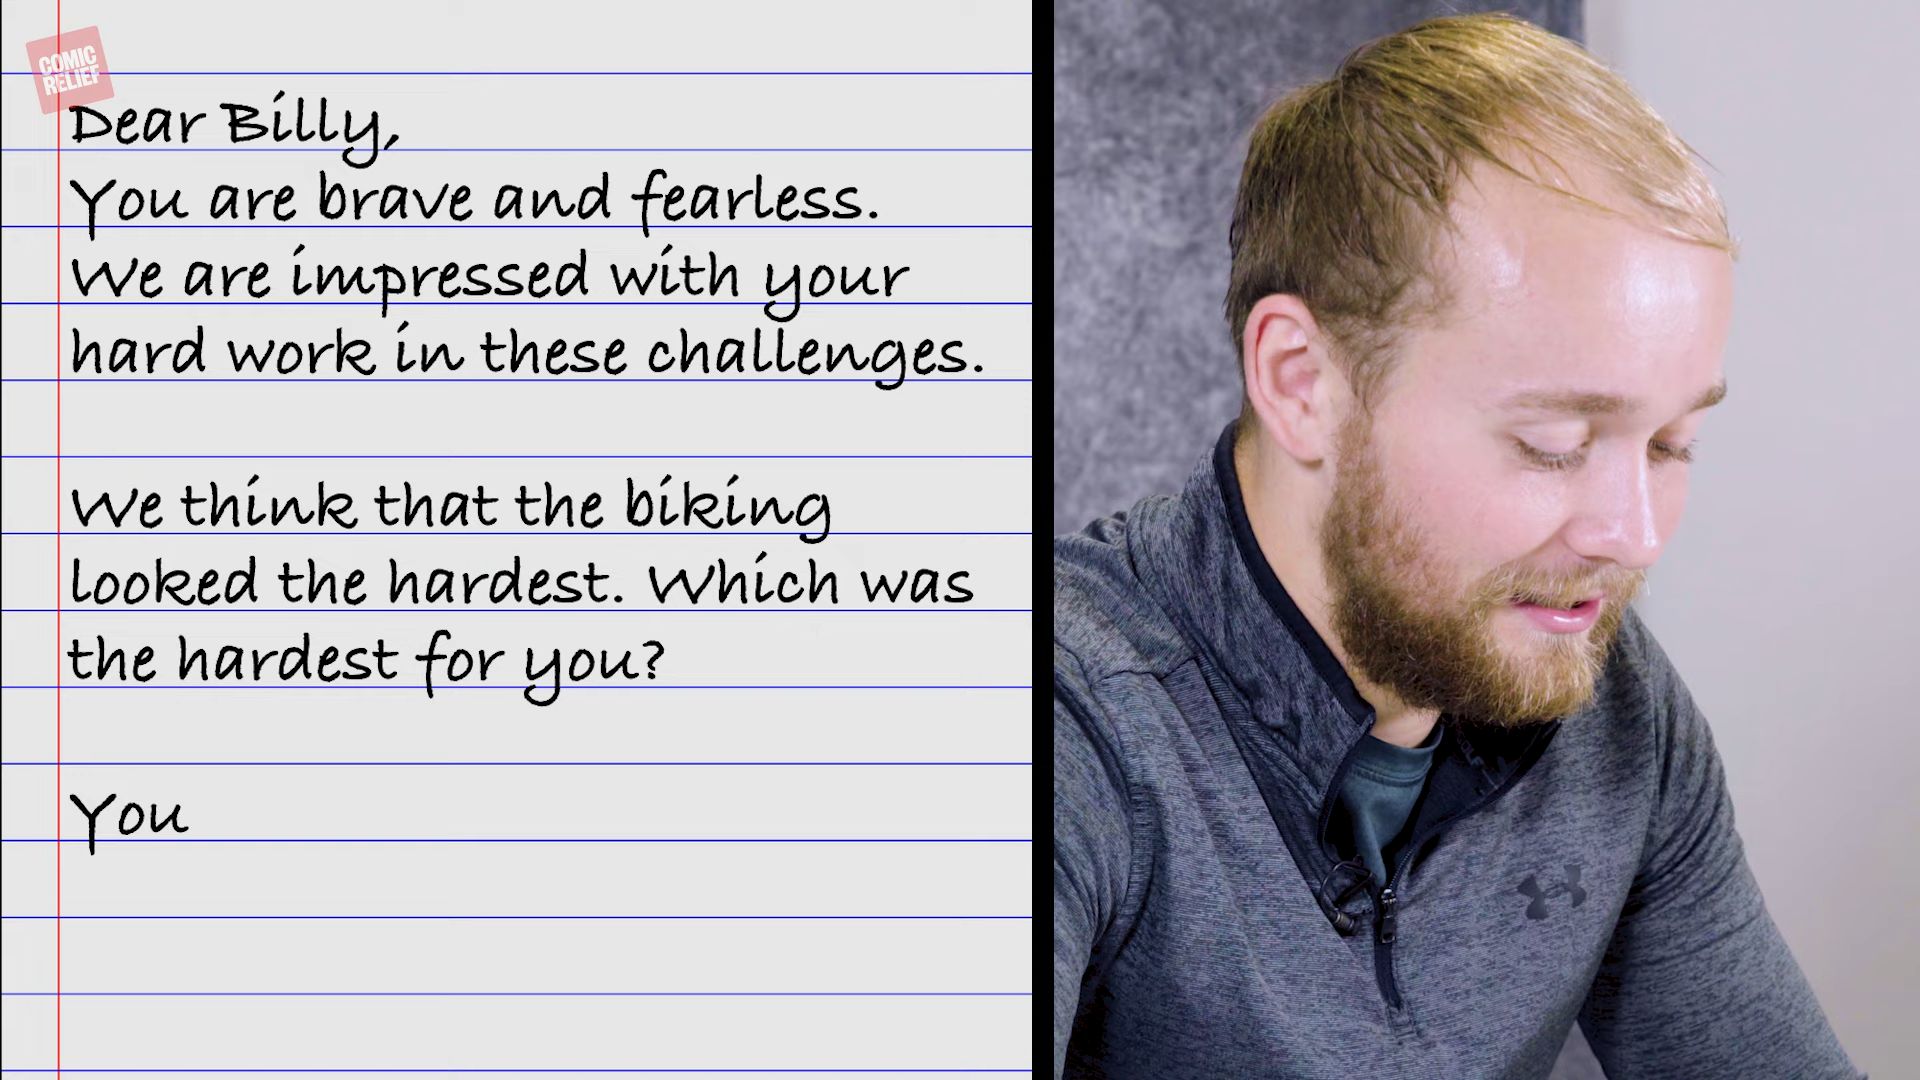 COMIC
RELIEF
Dear Billy,
You are brave and fearless.
We are impressed with your
hard work in these challenges.
We think that the biking
looked the hardest. Which was
the hardest for you?
You